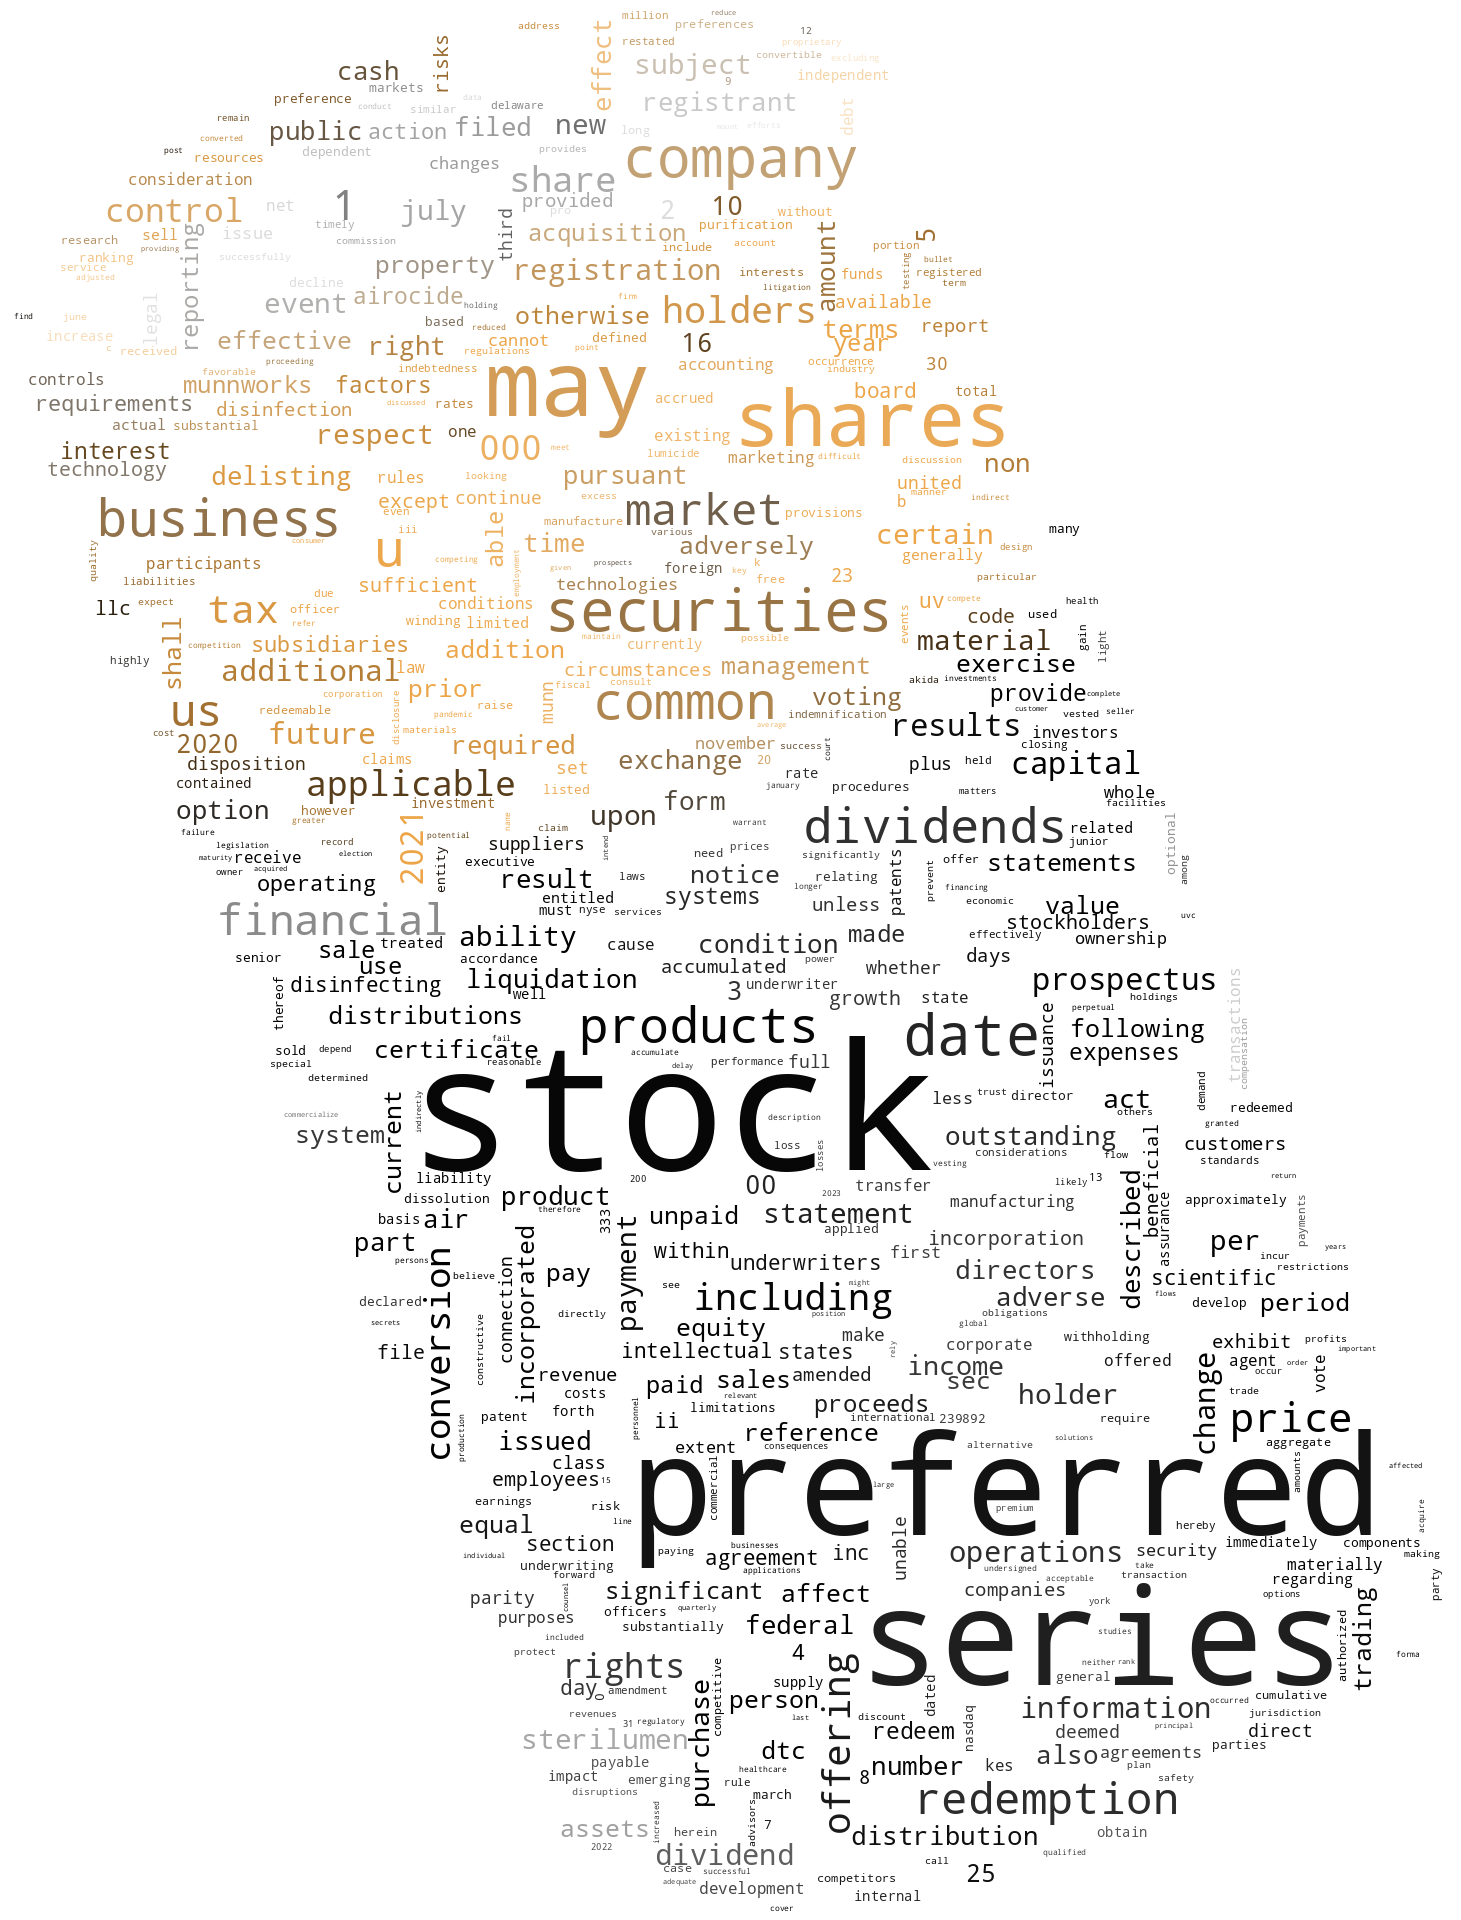 reduce
million
address
preferences
12
restated
proprietary
effect
risks
convertible
excluding
subject
cash
independent
9
markets
preference
data
registrant
conduct
similar
delaware
debt
remain
public
action
filed
new
long
converted
company
post
dependent
provides
resources
changes
consideration
share
control
net
1
july
provided
2
10
without
pro
timely
third
purification
research
sell
issue
reporting
commission
acquisition
include
account
amount
5
portion
providing
ranking
successfully
property
service
registration
interests
funds
testing
bullet
registered
adjusted
decline
term
litigation
event
airocide
holding
firm
holders
available
legal
find
june
otherwise
based
reduced
terms
report
increase
effective
right
cannot
defined
16
year
c
received
regulations
point
proceeding
accounting
occurrence
30
favorable
indebtedness
industry
controls
munnworks
factors
may
board
total
requirements
disinfection
discussed
rates
accrued
shares
actual
substantial
respect
one
existing
interest
000
meet
lumicide
marketing
difficult
discussion
non
technology
delisting
rules
looking
pursuant
united
except
continue
excess
b
manner
indirect
business
even
market
provisions
iii
able
manufacture
various
certain
many
consumer
u
time
adversely
generally
design
quality
participants
competing
employment
given
prospects
foreign
k
key
free
23
particular
liabilities
sufficient
technologies
llc
expect
due
tax
officer
conditions
securities
uv
compete
health
refer
winding
limited
code
used
shall
competition
subsidiaries
maintain
currently
possible
events
material
gain
light
highly
additional
law
addition
circumstances
management
exercise
akida
investments
corporation
prior
fiscal
consult
voting
provide
complete
us
redeemable
disclosure
pandemic
raise
munn
common
indemnification
customer
vested
seller
cost
2020
future
materials
average
results
investors
required
november
success
court
closing
disposition
claims
set
exchange
20
plus
held
capital
contained
applicable
listed
rate
january
procedures
matters
whole
option
however
investment
form
facilities
greater
name
upon
warrant
dividends
failure
2021
potential
claim
related
legislation
record
suppliers
intend
need
prices
junior
optional
maturity
receive
election
entity
executive
significantly
offer
statements
among
owner
acquired
operating
result
laws
notice
relating
patents
prevent
longer
financing
entitled
systems
unless
economic
value
must
nyse
services
stockholders
uvc
financial
ability
cause
condition
made
effectively
ownership
sale
treated
senior
use
accordance
accumulated
power
whether
days
liquidation
prospectus
disinfecting
well
3
underwriter
growth
state
holdings
transactions
thereof
distributions
products
date
issuance
perpetual
following
fail
sold
depend
certificate
reasonable
accumulate
performance
full
expenses
compensation
special
delay
determined
stock
less
trust
director
act
demand
redeemed
commercialize
current
indirectly
description
others
granted
system
outstanding
loss
losses
considerations
flow
beneficial
customers
vesting
standards
liability
200
00
2023
transfer
likely
13
described
return
dissolution
product
manufacturing
assurance
approximately
therefore
basis
air
333
unpaid
statement
applied
payments
part
incorporated
payment
within
first
incorporation
per
years
persons
underwriters
incur
restrictions
conversion
believe
connection
pay
see
might
directors
scientific
flows
declared
including
adverse
develop
period
directly
position
obligations
secrets
global
equity
make
withholding
exhibit
profits
file
constructive
intellectual
states
rely
corporate
offered
change
important
revenue
income
agent
order
occur
vote
costs
paid
sales
amended
sec
holder
trade
relevant
patent
forth
limitations
proceeds
ii
personnel
international
239892
require
price
production
issued
extent
reference
consequences
alternative
solutions
aggregate
class
commercial
preferred
amounts
affected
employees
15
large
earnings
risk
premium
acquire
line
hereby
equal
unable
section
paying
businesses
inc
operations
security
immediately
components
individual
agreement
making
underwriting
applications
undersigned
take
materially
forward
transaction
significant
affect
companies
acceptable
regarding
party
parity
counsel
options
officers
quarterly
series
york
trading
purposes
substantially
federal
studies
included
authorized
protect
4
offering
neither
rank
forma
rights
general
supply
day
0
amendment
purchase
competitive
person
dated
information
occurred
cumulative
revenues
31
regulatory
last
discount
redeem
nasdaq
deemed
principal
jurisdiction
direct
sterilumen
dtc
also
agreements
parties
payable
healthcare
number
kes
plan
impact
emerging
rule
8
safety
disruptions
march
redemption
assets
increased
herein
advisors
7
distribution
obtain
2022
dividend
qualified
case
successful
call
adequate
development
competitors
25
internal
cover